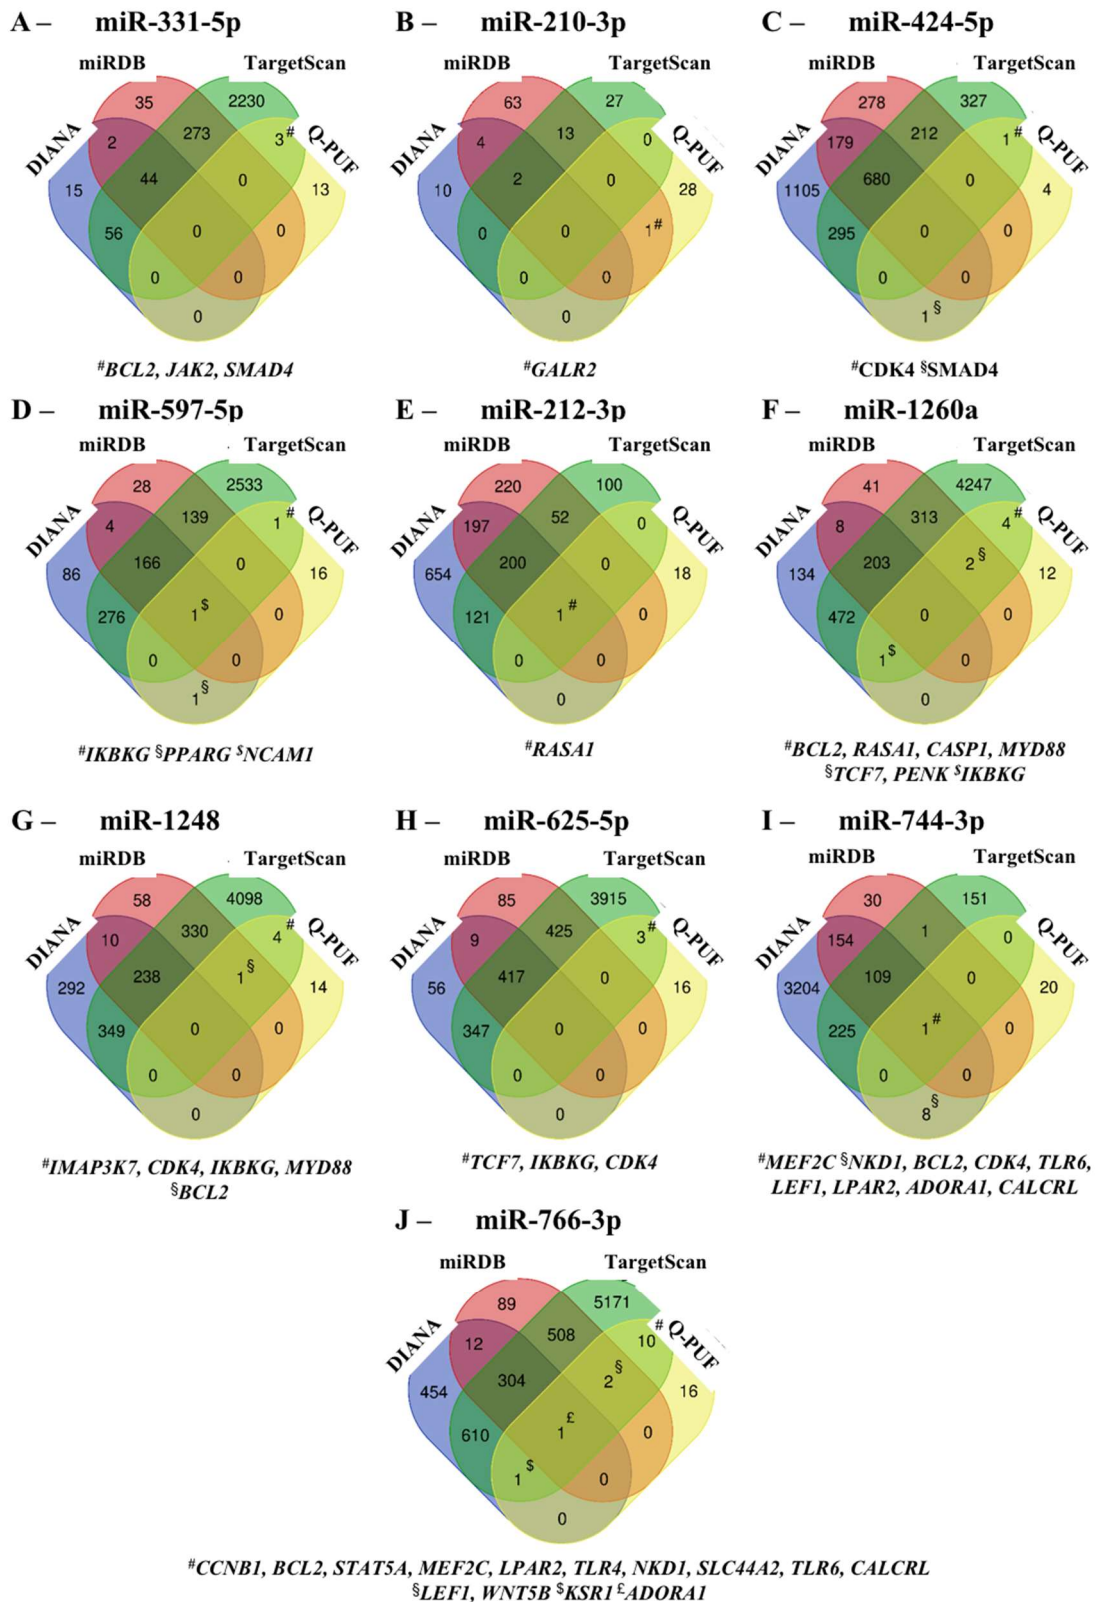 A – miR-331-5p
B – miR-210-3p
C – miR-424-5p
miRDB TargetScan
miRDB TargetScan
miRDB TargetScan
DIANA Q-PUF
35 2230
2 273 3#
15 44 0 13
56 0 0
0 0
0
DIANA Q-PUF
63 27
4 13 0
10 2 0 28
0 0 1#
0 0
0
DIANA Q-PUF
278 327
179 212 1#
1105 680 0 4
295 0 0
0 0
1§
#BCL2, JAK2, SMAD4
#GALR2
#CDK4 §SMAD4
D – miR-597-5p
E – miR-212-3p
F – miR-1260a
miRDB TargetScan
miRDB TargetScan
miRDB TargetScan
DIANA Q-PUF
28 2533
4 139 1#
86 166 0 16
276 1$ 0
0 0
1§
DIANA Q-PUF
220 100
197 52 0
654 200 0 18
121 1# 0
0 0
0
DIANA Q-PUF
41 4247
8 313 4#
134 203 2§ 12
472 0 0
1$ 0
0
#IKBKG §PPARG $NCAM1
#RASA1
#BCL2, RASA1, CASP1, MYD88
§TCF7, PENK $IKBKG
G – miR-1248
H – miR-625-5p
I – miR-744-3p
miRDB TargetScan
miRDB TargetScan
miRDB TargetScan
DIANA Q-PUF
58 4098
10 330 4#
292 238 1§ 14
349 0 0
0 0
0
DIANA Q-PUF
85 3915
9 425 3#
56 417 0 16
347 0 0
0 0
0
DIANA Q-PUF
30 151
154 1 0
3204 109 0 20
225 1# 0
0 0
8§
#IMAP3K7, CDK4, IKBKG, MYD88
§BCL2
#TCF7, IKBKG, CDK4
#MEF2C §NKD1, BCL2, CDK4, TLR6,
LEF1, LPAR2, ADORA1, CALCRL
J – miR-766-3p
miRDB TargetScan
DIANA # Q-PUF
89 5171
12 508 10
454 304 2§ 16
610 1£ 0
1$ 0
0
#CCNB1, BCL2, STAT5A, MEF2C, LPAR2, TLR4, NKD1, SLC44A2, TLR6, CALCRL
§LEF1, WNT5B $KSR1 £ADORA1